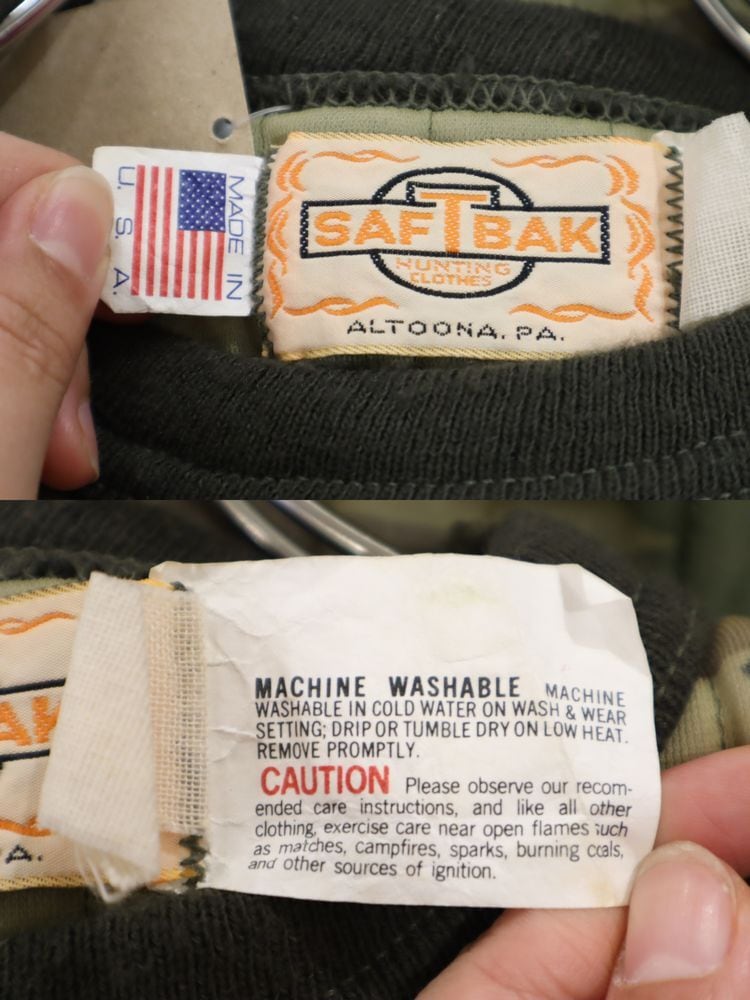 MADE IN
U. S. A.
SAFTBAK
HUNTING
CLOTHES
ALTOONA, PA.
AK
A.
MACHINE WASHABLE MACHINE
WASHABLE IN COLD WATER ON WASH & WEAR
SETTING; DRIP OR TUMBLE DRY ON LOW HEAT.
REMOVE PROMPTLY.
CAUTION Please observe our recom-
ended care instructions, and like all other
clothing, exercise care near open flames such
as matches, campfires, sparks, burning coals,
and other sources of ignition.